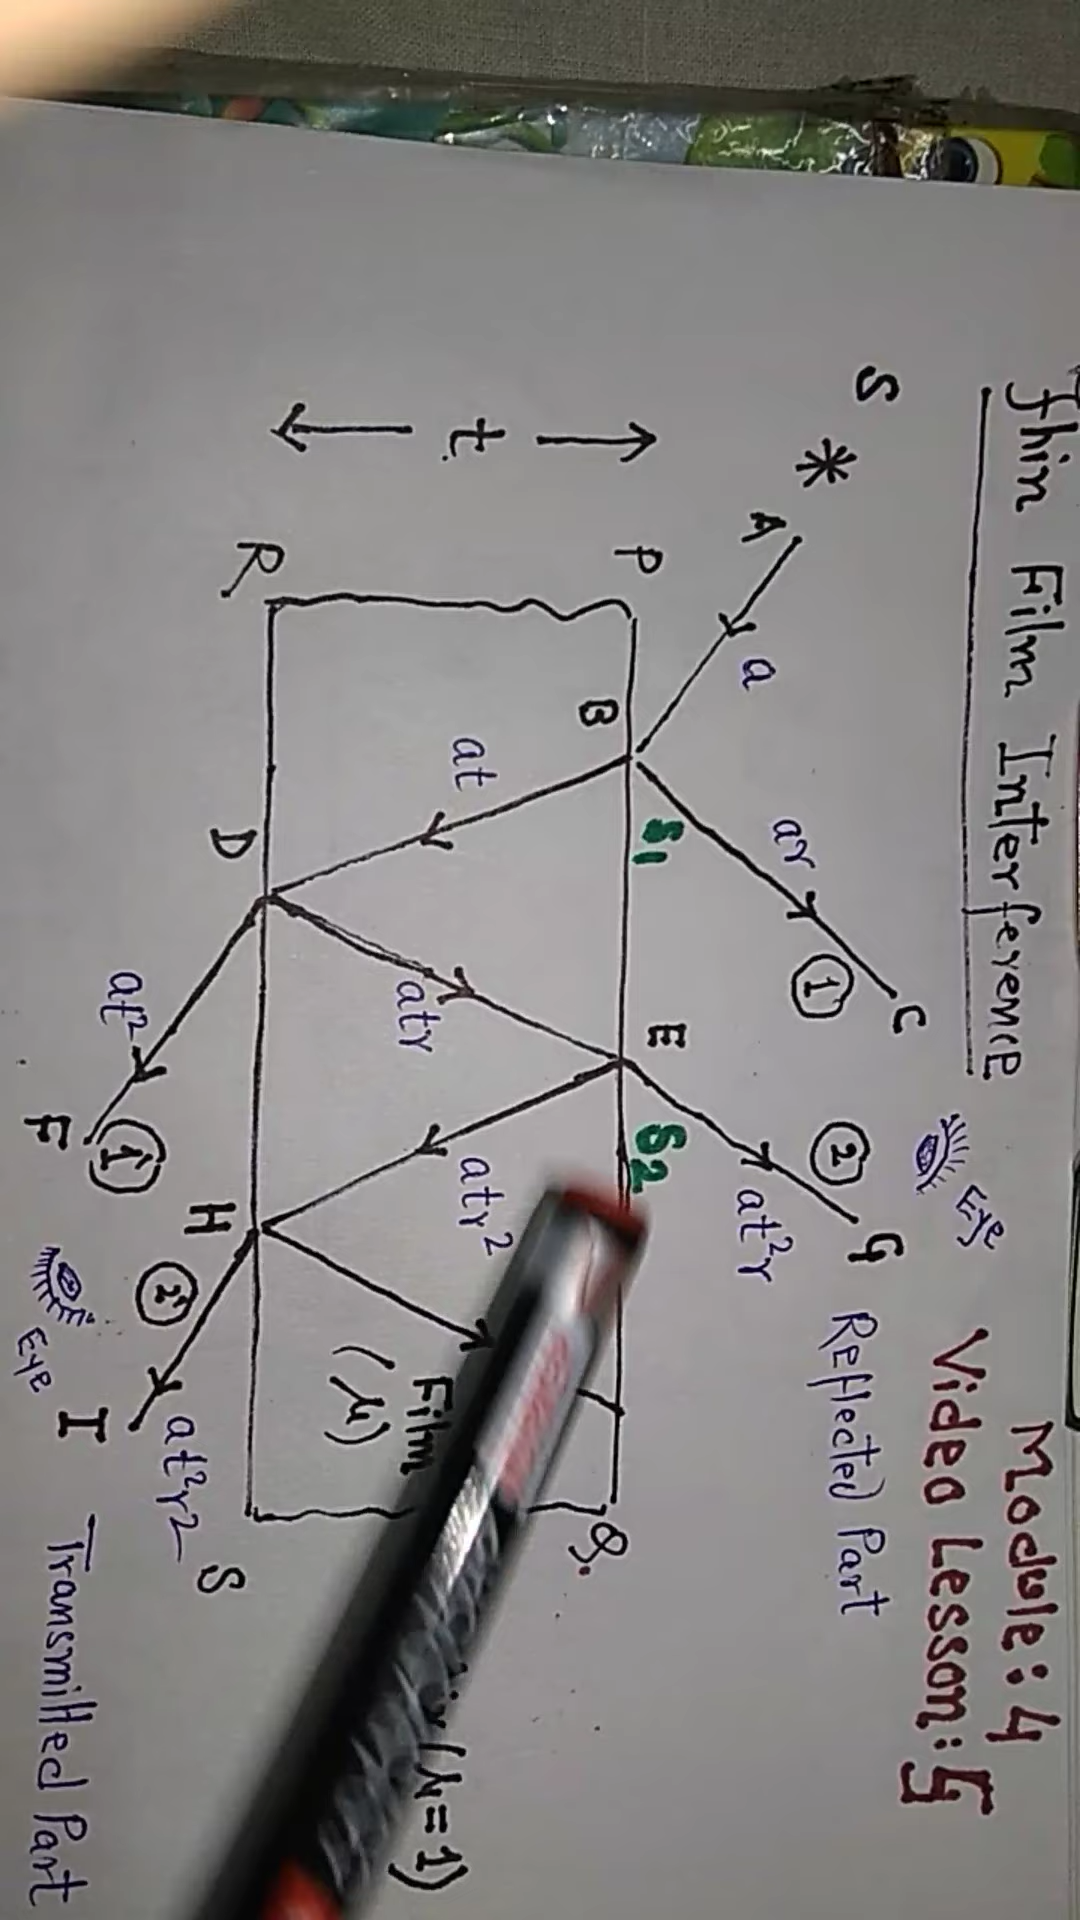 Thin Film Interference
Module: 4
Video Lesson: 5
S
A
a
ar
1
C
Eye
2
G
Reflected Part
at²r
P
B
S1
E
S2
Q
t
at
atr
atr²
Film
(μ)
(μ=1)
R
D
H
S
at²
F
1'
2'
at²r²
Eye
I
Transmitted Part